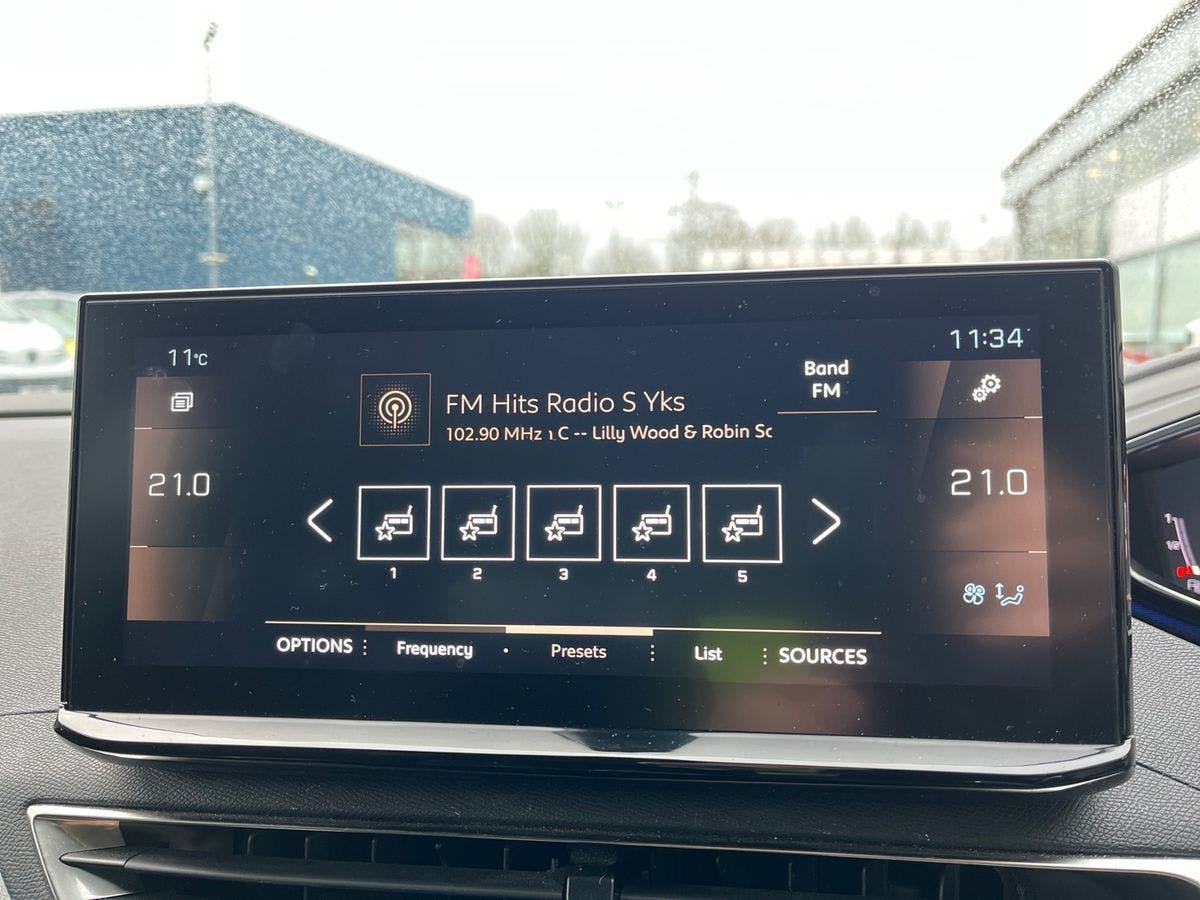 11°C
11:34
Band
FM
FM Hits Radio S Yks
102.90 MHz C -- Lilly Wood & Robin Sc
21.0
21.0
1 2 3 4 5
OPTIONS Frequency Presets List SOURCES